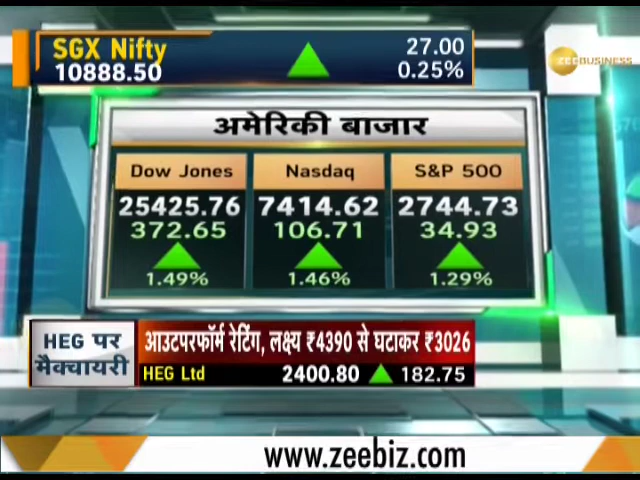 SGX Nifty
10888.50
27.00
0.25%
ZEEBUSINESS
अमेरिकी बाजार
Dow Jones Nasdaq S&P 500
25425.76 7414.62 2744.73
372.65 106.71 34.93
1.49% 1.46% 1.29%
HEG पर
मैक्वायरी
आउटपरफॉर्म रेटिंग, लक्ष्य ₹4390 से घटाकर ₹3026
HEG Ltd 2400.80 182.75
www.zeebiz.com